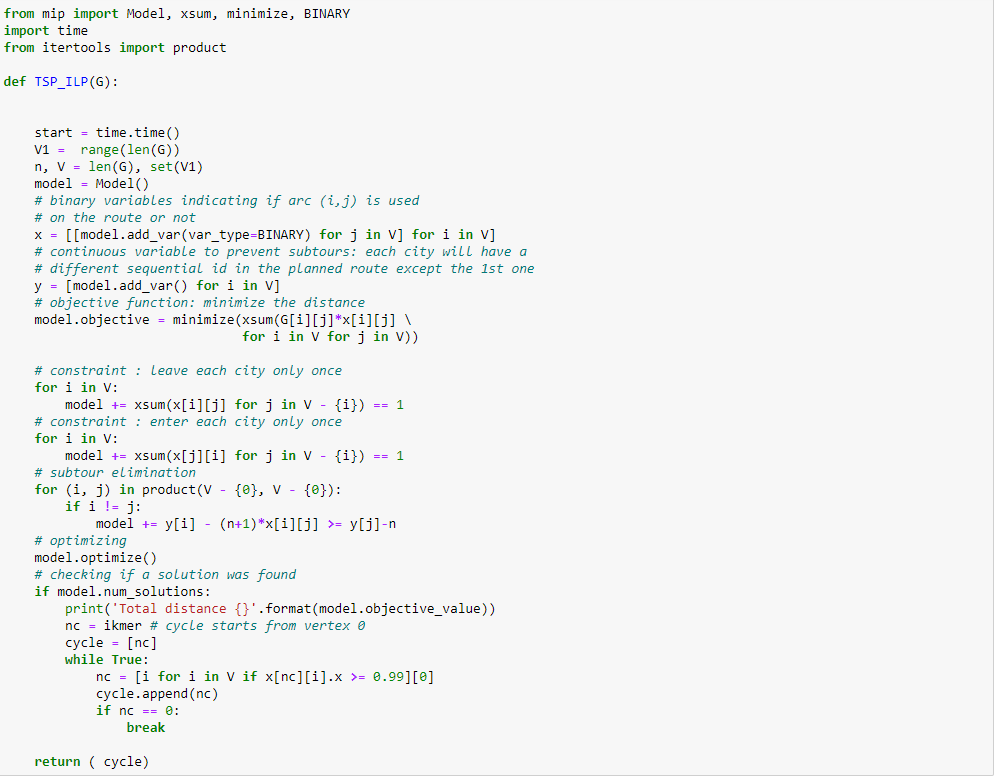 from mip import Model, xsum, minimize, BINARY
import time
from itertools import product
def TSP_ILP(G):
start = time.time()
V1 =  range(len(G))
n, V = len(G), set(V1)
model = Model()
# binary variables indicating if arc (i,j) is used
# on the route or not
x = [[model.add_var(var_type=BINARY) for j in V] for i in V]
# continuous variable to prevent subtours: each city will have a
# different sequential id in the planned route except the 1st one
y = [model.add_var() for i in V]
# objective function: minimize the distance
model.objective = minimize(xsum(G[i][j]*x[i][j] \
for i in V for j in V))
# constraint : leave each city only once
for i in V:
model += xsum(x[i][j] for j in V - {i}) == 1
# constraint : enter each city only once
for i in V:
model += xsum(x[j][i] for j in V - {i}) == 1
# subtour elimination
for (i, j) in product(V - {0}, V - {0}):
if i != j:
model += y[i] - (n+1)*x[i][j] >= y[j]-n
# optimizing
model.optimize()
# checking if a solution was found
if model.num_solutions:
print('Total distance {}'.format(model.objective_value))
nc = ikmer # cycle starts from vertex 0
cycle = [nc]
while True:
nc = [i for i in V if x[nc][i].x >= 0.99][0]
cycle.append(nc)
if nc == 0:
break
return ( cycle)